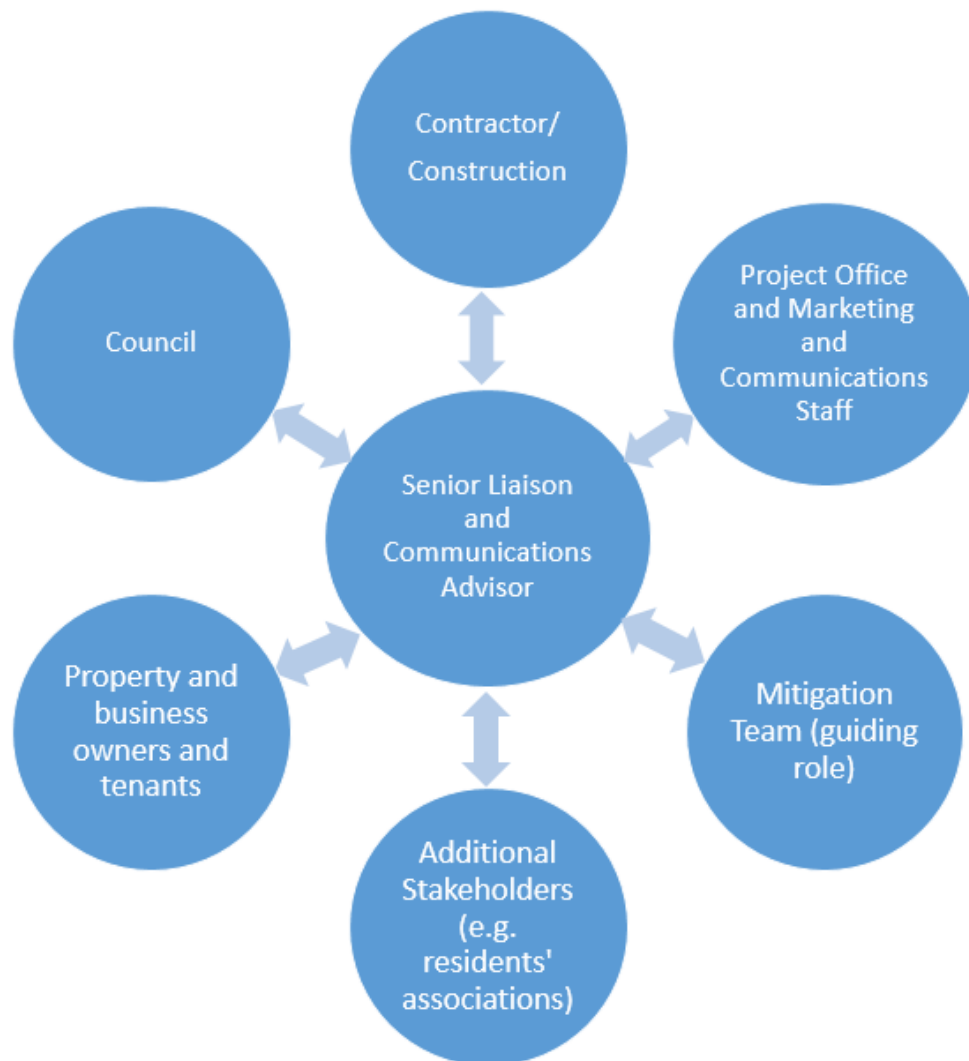 Contractor/
Construction
Project Office
and Marketing
and
Communications
Staff
Council
Senior Liaison
and
Communications
Advisor
Property and
business
owners and
tenants
Mitigation
Team (guiding
role)
Additional
Stakeholders
(e.g.
residents'
associations)